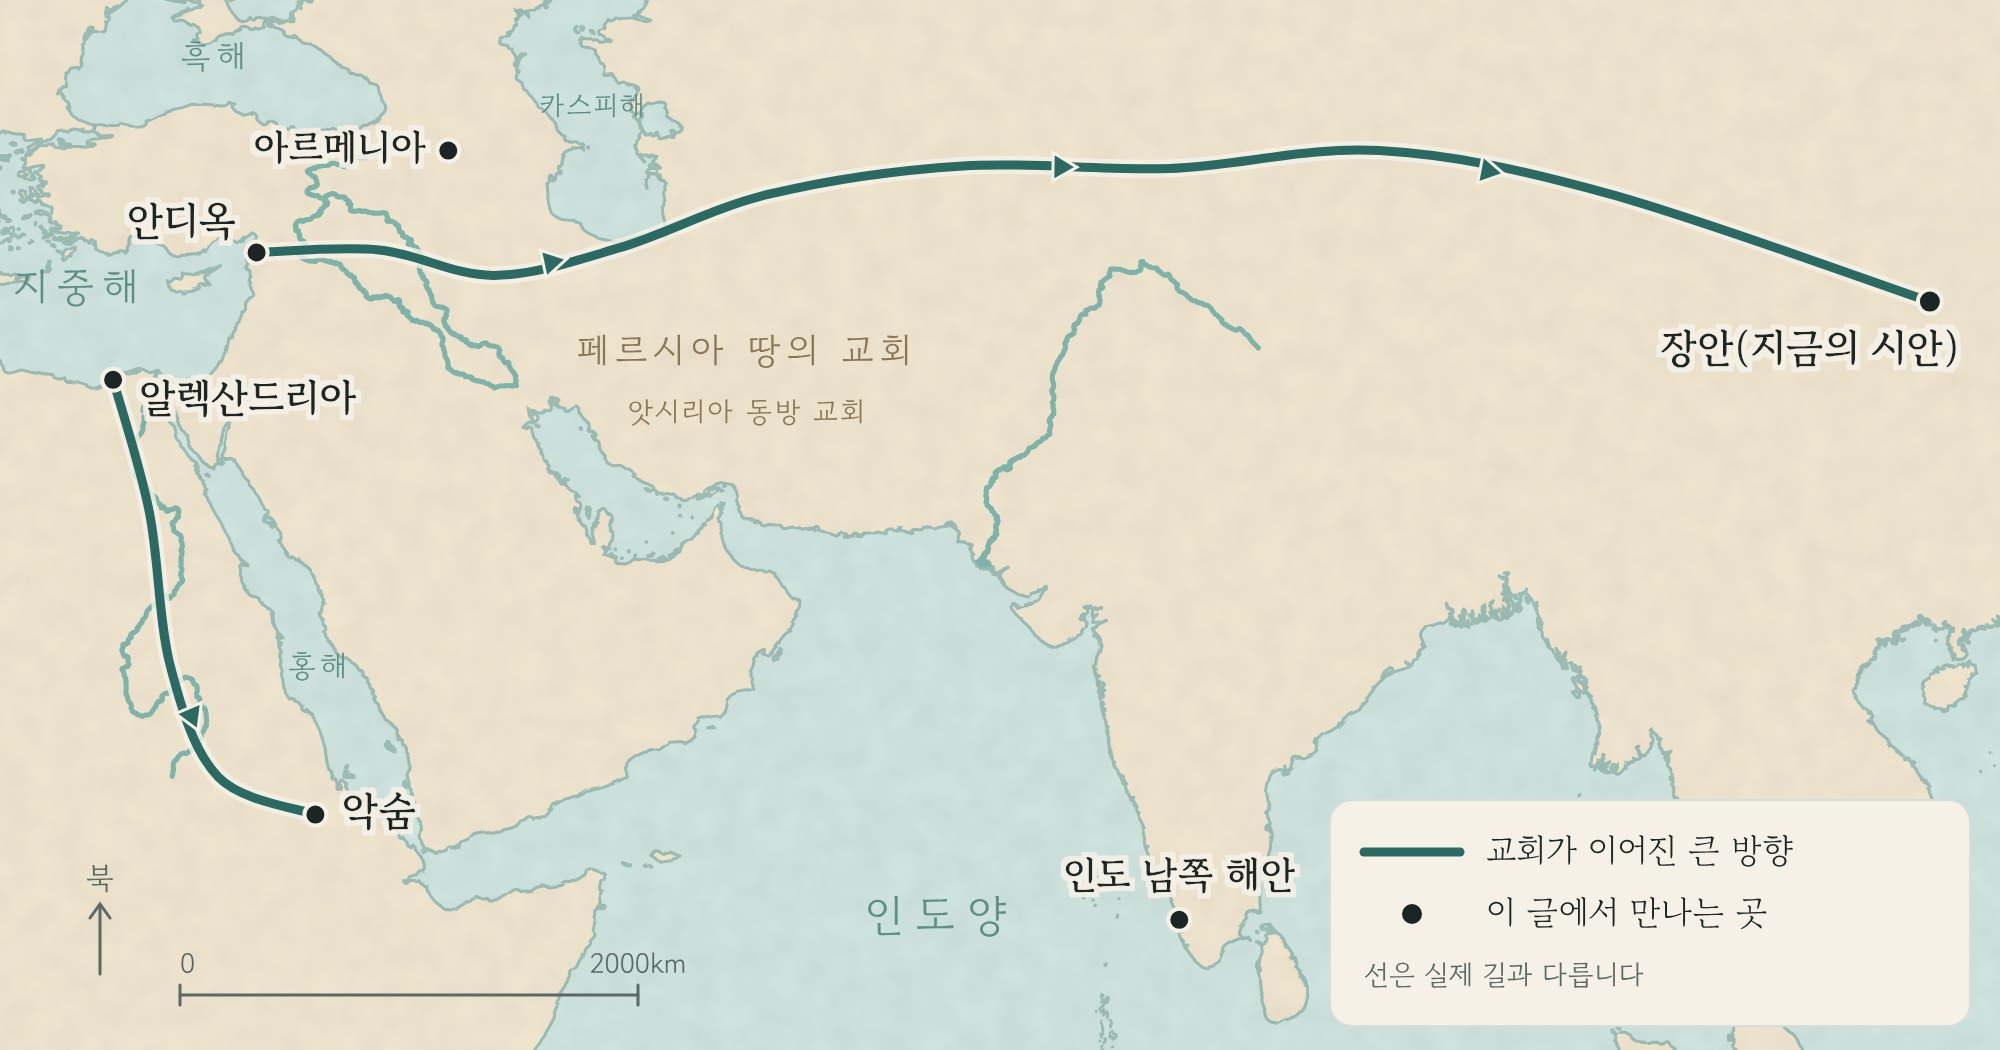 흑해
카스피해
아르메니아
안디옥
지중해
페르시아 땅의 교회
장안(지금의 시안)
알렉산드리아
앗시리아 동방 교회
홍해
악숨
북
인도 남쪽 해안
인도양
0
2000km
교회가 이어진 큰 방향
이 글에서 만나는 곳
선은 실제 길과 다릅니다